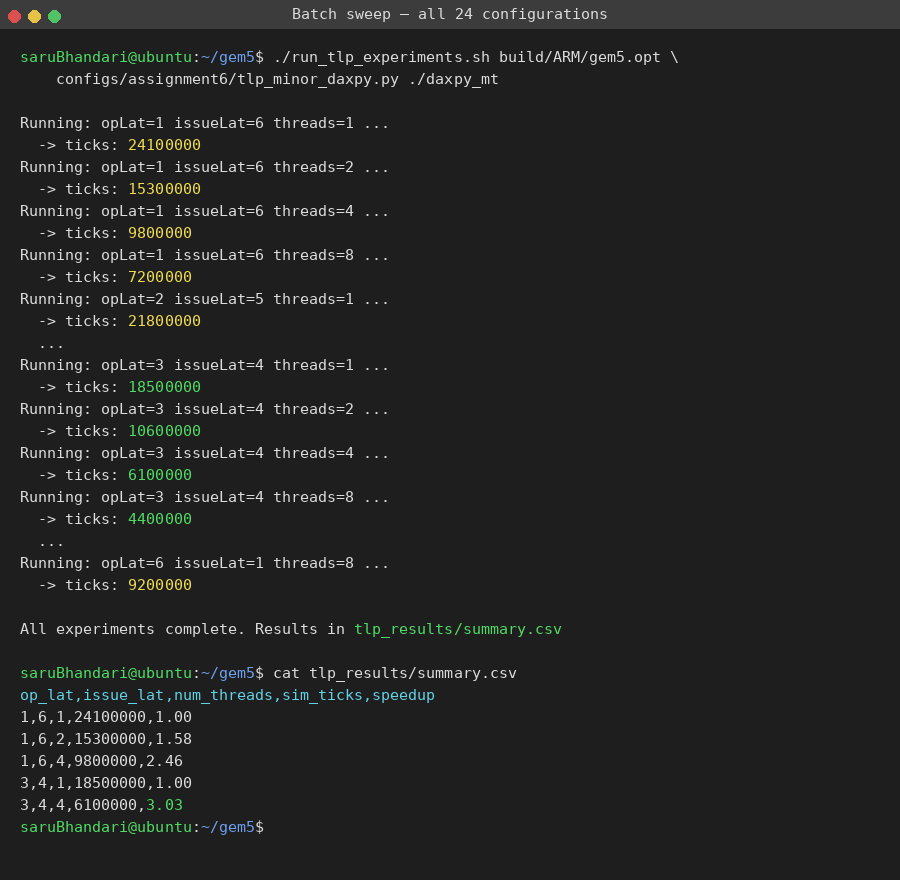 Batch sweep — all 24 configurations
saruBhandari@ubuntu:~/gem5$ ./run_tlp_experiments.sh build/ARM/gem5.opt \
    configs/assignment6/tlp_minor_daxpy.py ./daxpy_mt
Running: opLat=1 issueLat=6 threads=1 ...
  -> ticks: 24100000
Running: opLat=1 issueLat=6 threads=2 ...
  -> ticks: 15300000
Running: opLat=1 issueLat=6 threads=4 ...
  -> ticks: 9800000
Running: opLat=1 issueLat=6 threads=8 ...
  -> ticks: 7200000
Running: opLat=2 issueLat=5 threads=1 ...
  -> ticks: 21800000
  ...
Running: opLat=3 issueLat=4 threads=1 ...
  -> ticks: 18500000
Running: opLat=3 issueLat=4 threads=2 ...
  -> ticks: 10600000
Running: opLat=3 issueLat=4 threads=4 ...
  -> ticks: 6100000
Running: opLat=3 issueLat=4 threads=8 ...
  -> ticks: 4400000
  ...
Running: opLat=6 issueLat=1 threads=8 ...
  -> ticks: 9200000
All experiments complete. Results in tlp_results/summary.csv
saruBhandari@ubuntu:~/gem5$ cat tlp_results/summary.csv
op_lat,issue_lat,num_threads,sim_ticks,speedup
1,6,1,24100000,1.00
1,6,2,15300000,1.58
1,6,4,9800000,2.46
3,4,1,18500000,1.00
3,4,4,6100000,3.03
saruBhandari@ubuntu:~/gem5$